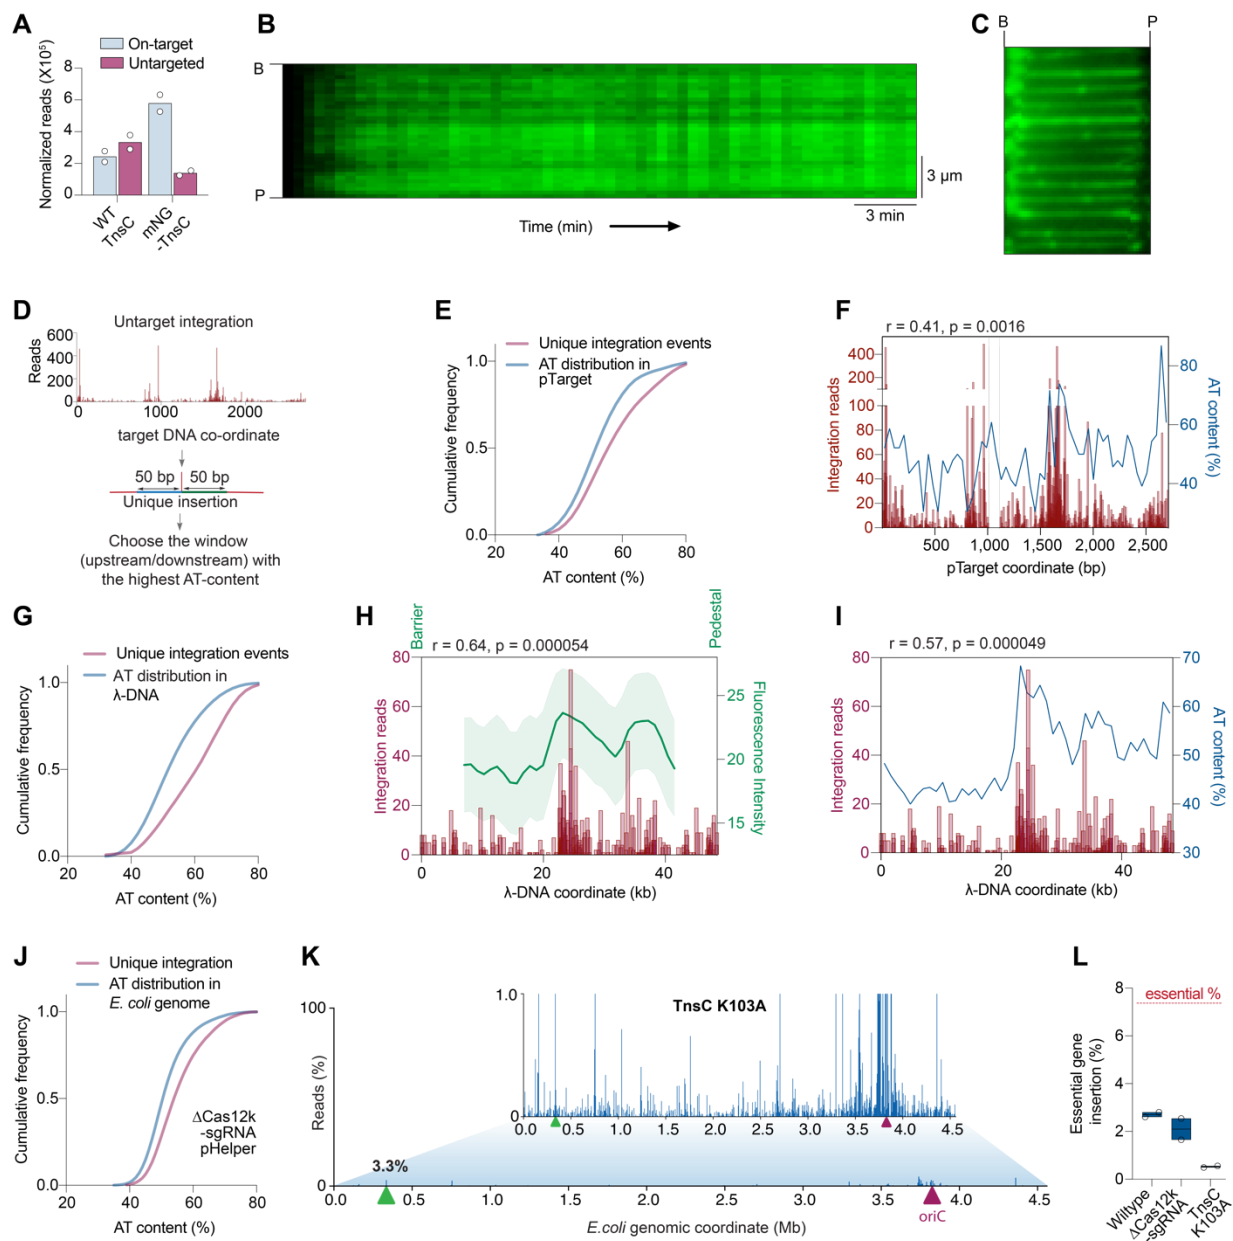 A
On-target
Untargeted
Normalized reads (X10⁵)
8
6
4
2
0
WT
-TnsC
mNG
-TnsC
B
B
P
3 μm
3 min
Time (min)
C
B
P
D
Untarget integration
Reads
600
400
200
0
0
1000
2000
target DNA co-ordinate
50 bp
50 bp
Unique insertion
Choose the window
(upstream/downstream) with
the highest AT-content
E
Unique integration events
AT distribution in
pTarget
Cumulative frequency
1.0
0.5
0.0
20
40
60
80
AT content (%)
F
r = 0.41, p = 0.0016
Integration reads
400
200
100
80
60
40
20
0
500
1,000
1,500
2,000
2,500
pTarget coordinate (bp)
80
60
40
AT content (%)
G
Unique integration events
AT distribution in
λ-DNA
Cumulative frequency
1.0
0.5
0.0
20
40
60
80
AT content (%)
H
Barrier
Pedestal
r = 0.64, p = 0.000054
Integration reads
80
60
40
20
0
0
20
40
λ-DNA coordinate (kb)
25
20
15
Fluorescence Intensity
I
r = 0.57, p = 0.000049
Integration reads
80
60
40
20
0
0
20
40
λ-DNA coordinate (kb)
70
60
50
40
30
AT content (%)
J
Unique integration
AT distribution in
E. coli genome
Cumulative frequency
1.0
0.5
0.0
ΔCas12k
-sgRNA
pHelper
20
40
60
80
AT content (%)
K
TnsC K103A
1.0
0
0.0 0.5 1.0 1.5 2.0 2.5 3.0 3.5 4.0 4.5
Reads (%)
100
0
3.3%
0.0 0.5 1.0 1.5 2.0 2.5 3.0 3.5 4.0 4.5
oriC
E.coli genomic coordinate (Mb)
L
essential %
Essential gene
insertion (%)
8
6
4
2
0
Wiltype
ΔCas12k
-sgRNA
TnsC
K103A